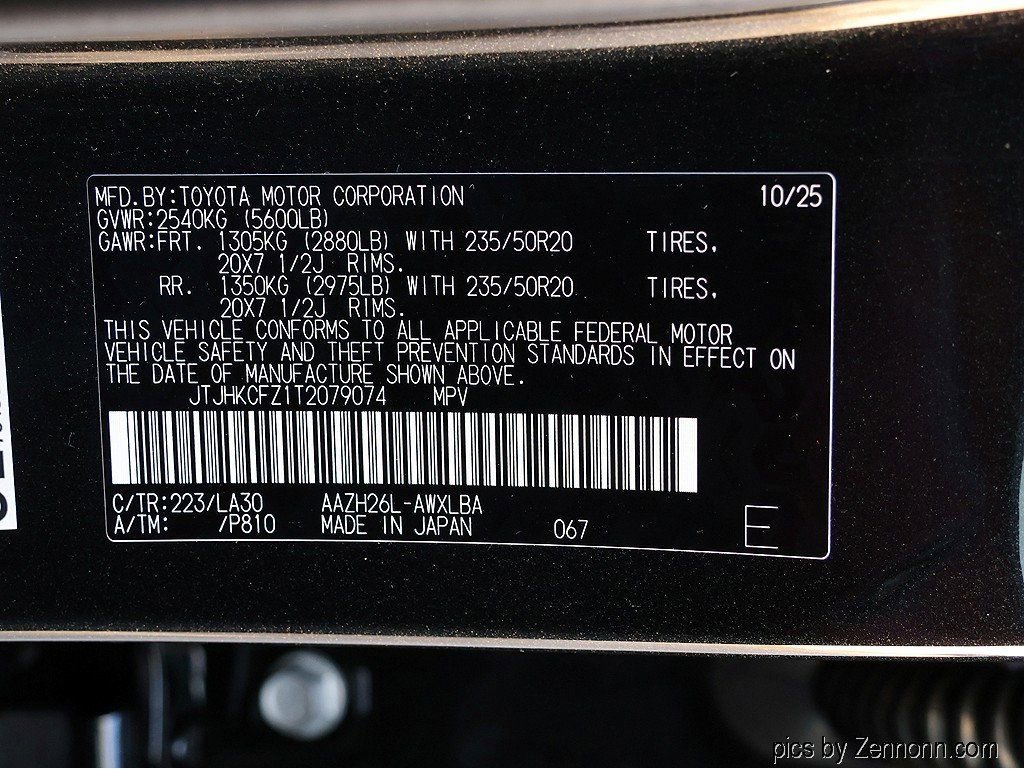 MFD.BY:TOYOTA MOTOR CORPORATION 10/25
GVWR:2540KG (5600LB)
GAWR:FRT. 1305KG (2880LB) WITH 235/50R20 TIRES,
20X7 1/2J RIMS.
RR. 1350KG (2975LB) WITH 235/50R20 TIRES,
20X7 1/2J RIMS.
THIS VEHICLE CONFORMS TO ALL APPLICABLE FEDERAL MOTOR
VEHICLE SAFETY AND THEFT PREVENTION STANDARDS IN EFFECT ON
THE DATE OF MANUFACTURE SHOWN ABOVE.
JTJHKCFZ1T2079074 MPV
C/TR:223/LA30 AAZH26L-AWXLBA
A/TM: /P810 MADE IN JAPAN 067 E
pics by Zennonn.com